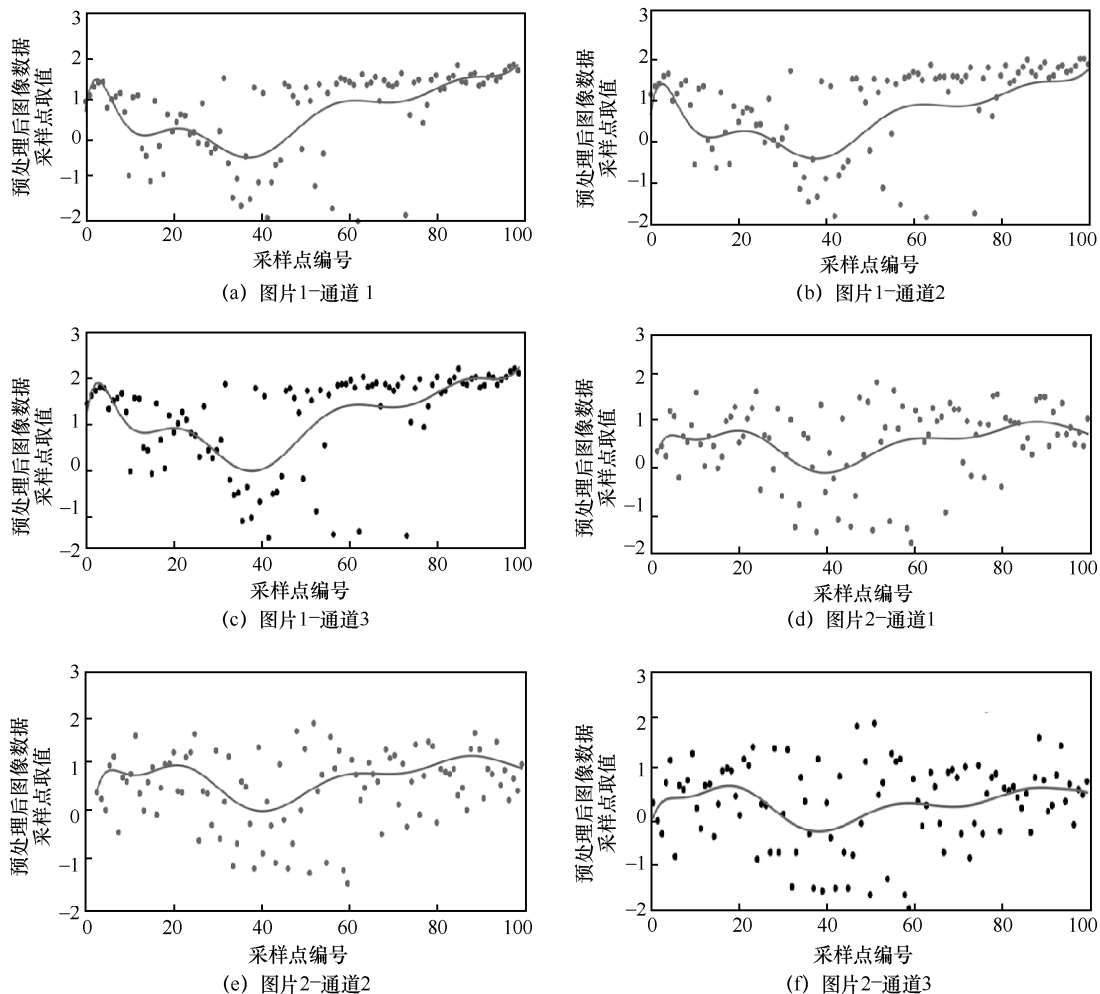 预处理后图像数据
采样点取值
3
2
1
0
−1
−2
0 20 40 60 80 100
采样点编号
(a) 图片1−通道 1
预处理后图像数据
采样点取值
3
2
1
0
−1
−2
0 20 40 60 80 100
采样点编号
(b) 图片1−通道2
预处理后图像数据
采样点取值
3
2
1
0
−1
−2
0 20 40 60 80 100
采样点编号
(c) 图片1−通道3
预处理后图像数据
采样点取值
3
2
1
0
−1
−2
0 20 40 60 80 100
采样点编号
(d) 图片2−通道1
预处理后图像数据
采样点取值
3
2
1
0
−1
−2
0 20 40 60 80 100
采样点编号
(e) 图片2−通道2
预处理后图像数据
采样点取值
3
2
1
0
−1
−2
0 20 40 60 80 100
采样点编号
(f) 图片2−通道3